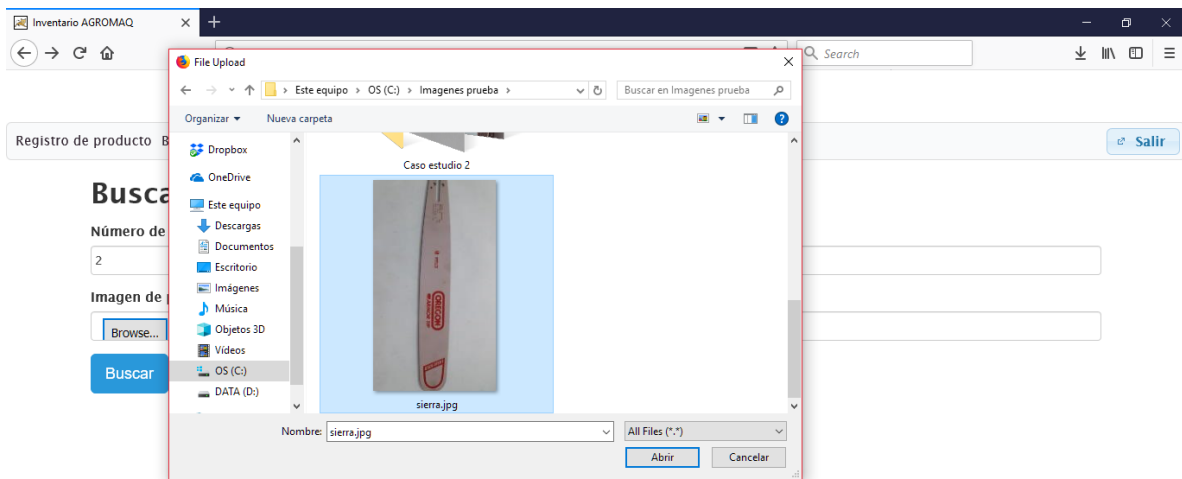 Inventario AGROMAQ
Search
File Upload
Este equipo > OS (C:) > Imagenes prueba >
Buscar en Imagenes prueba
Organizar
Nueva carpeta
Registro de producto B
Salir
Dropbox
OneDrive
Este equipo
Descargas
Documentos
Escritorio
Imágenes
Música
Objetos 3D
Vídeos
OS (C:)
DATA (D:)
Caso estudio 2
OREGON
sierra.jpg
Busca
Número de
2
Imagen de p
Browse...
Buscar
Nombre: sierra.jpg
All Files (*.*)
Abrir
Cancelar